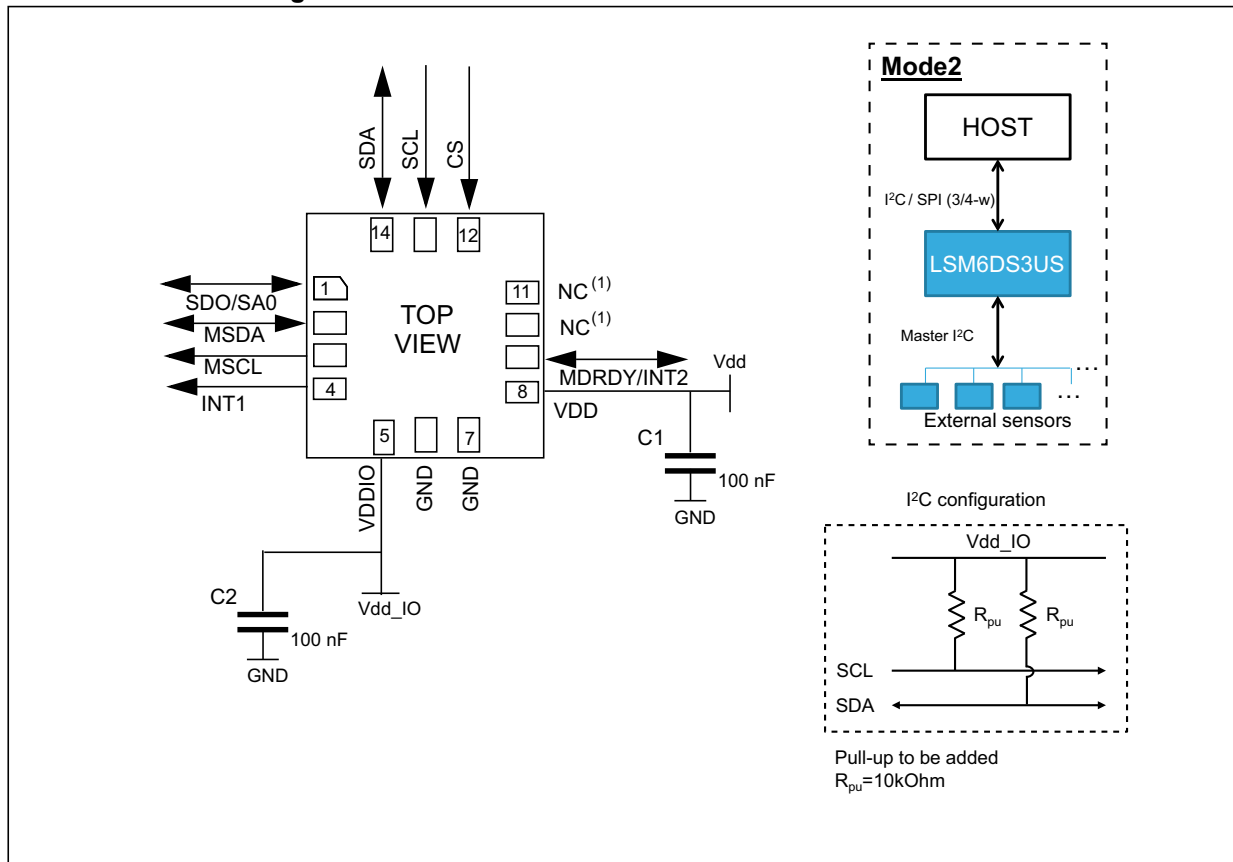 SDA
SCL
CS
14
12
1
11
4
8
5
7
TOP
VIEW
SDO/SA0
MSDA
MSCL
INT1
NC(1)
NC(1)
MDRDY/INT2
VDD
Vdd
C1
100 nF
GND
VDDIO
GND
GND
C2
100 nF
GND
Vdd_IO
Mode2
HOST
I²C / SPI (3/4-w)
LSM6DS3US
Master I²C
...
...
External sensors
I²C configuration
Vdd_IO
Rpu
Rpu
SCL
SDA
Pull-up to be added
Rpu=10kOhm